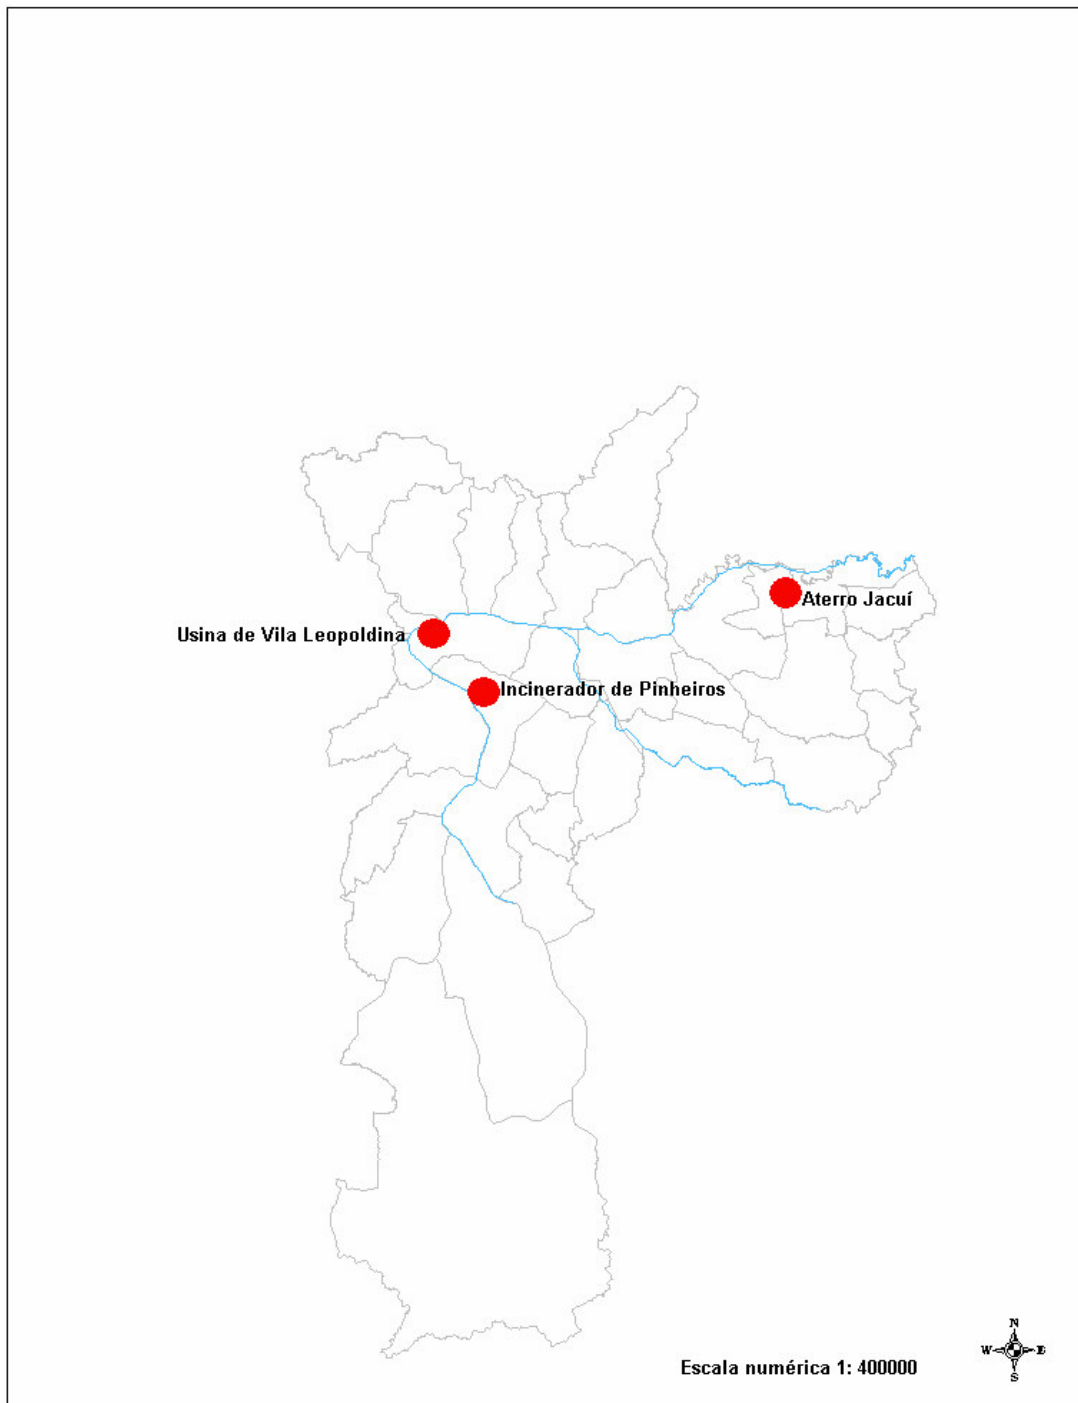 Aterro Jacuí
Usina de Vila Leopoldina
Incinerador de Pinheiros
Escala numérica 1: 400000
N
W
E
S